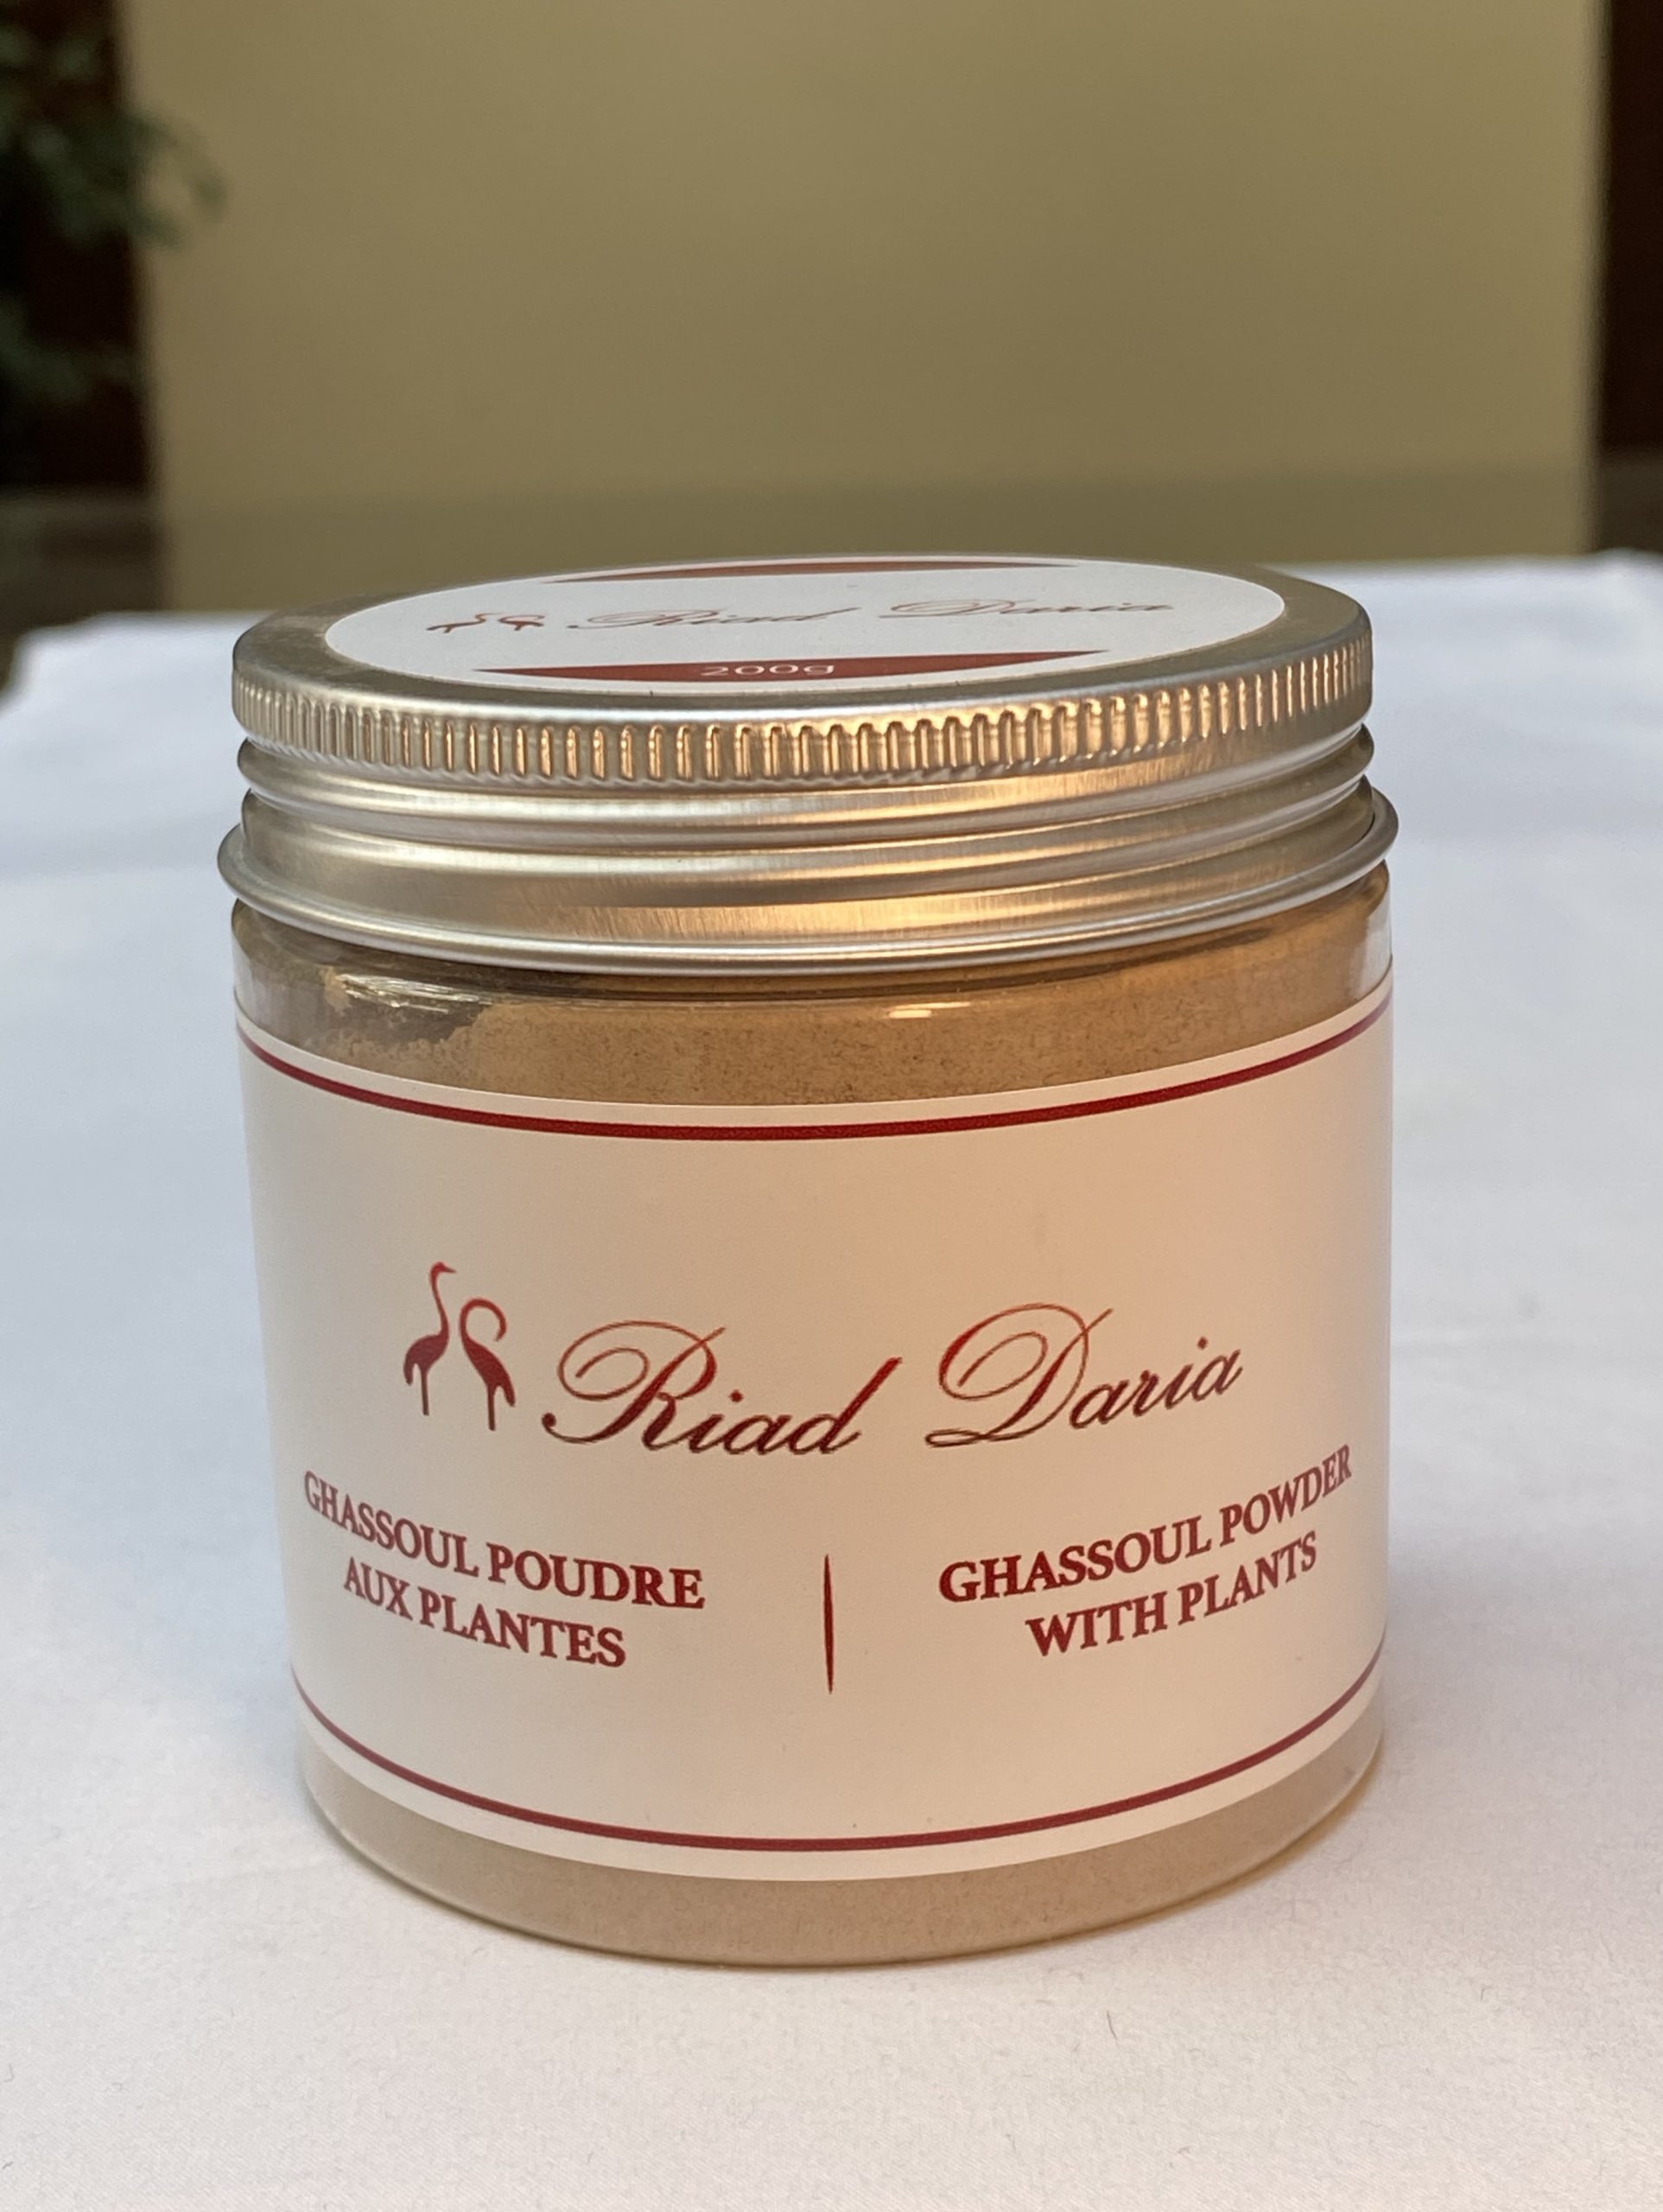 Riad Daria
200g
Riad Daria
GHASSOUL POUDRE
AUX PLANTES
GHASSOUL POWDER
WITH PLANTS